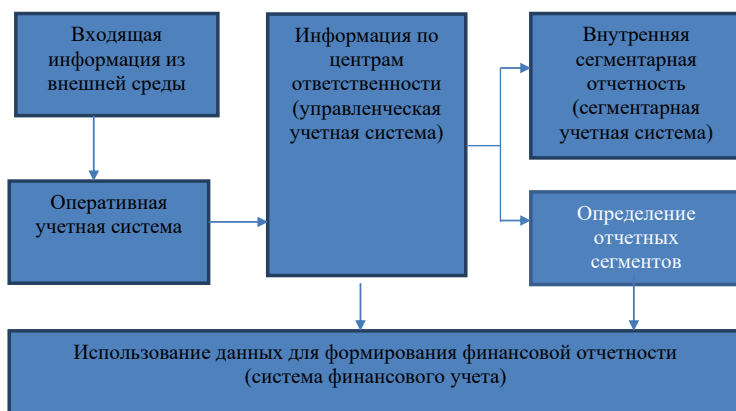 Входящая
информация из
внешней среды
Оперативная
учетная система
Информация по
центрам
ответственности
(управленческая
учетная система)
Внутренняя
сегментарная
отчетность
(сегментарная
учетная система)
Определение
отчетных
сегментов
Использование данных для формирования финансовой отчетности
(система финансового учета)